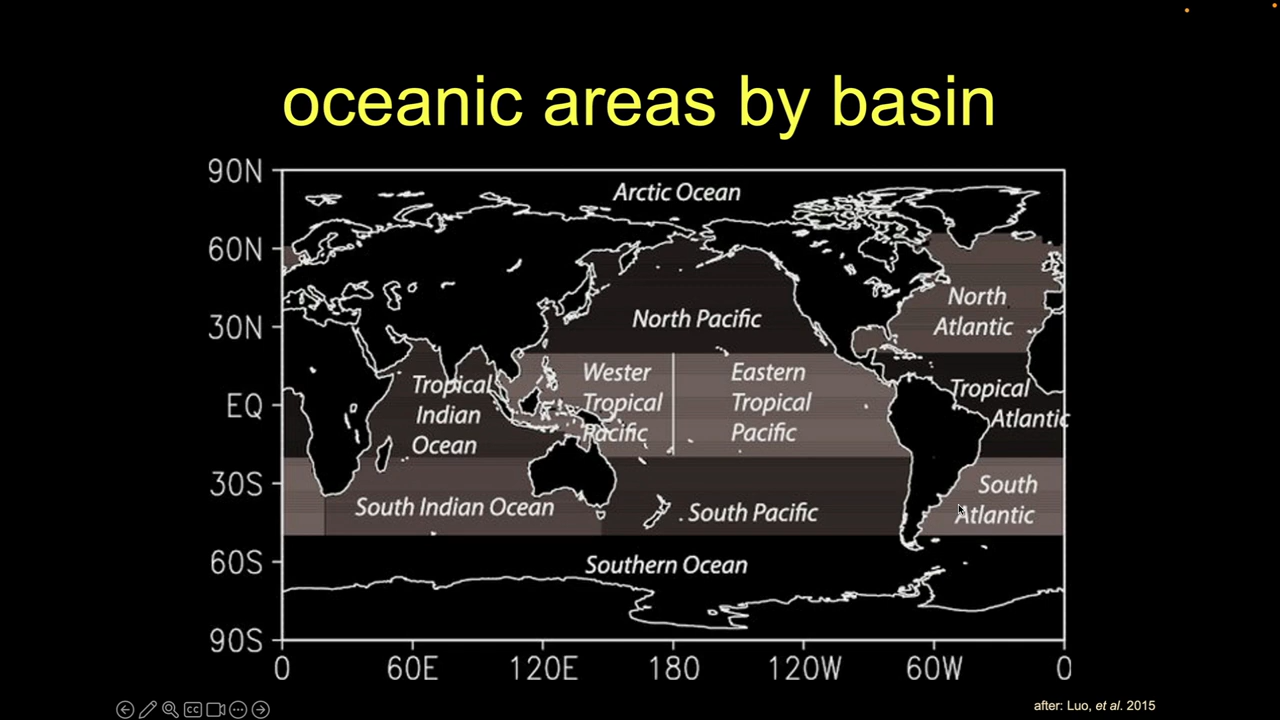 oceanic areas by basin
90N
60N
30N
EQ
30S
60S
90S
Arctic Ocean
North Pacific
North
Atlantic
Tropical
Indian
Ocean
Wester
Tropical
Pacific
Eastern
Tropical
Pacific
Tropical
Atlantic
South Indian Ocean
South Pacific
South
Atlantic
Southern Ocean
0 60E 120E 180 120W 60W 0
CC
after: Luo, et al. 2015